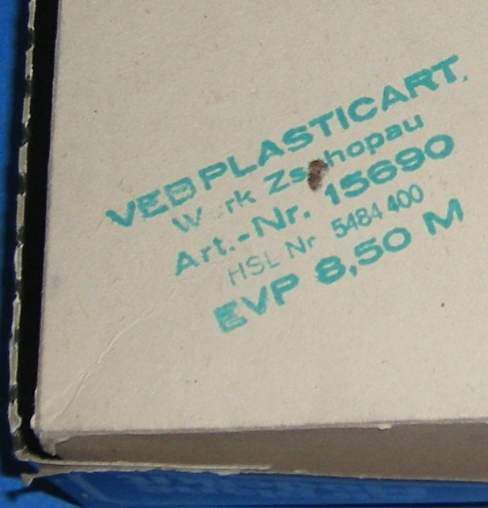 VEB PLASTICART.
Werk Zschopau
Art.-Nr. 15690
HSL Nr 5484 400
EVP 8,50 M